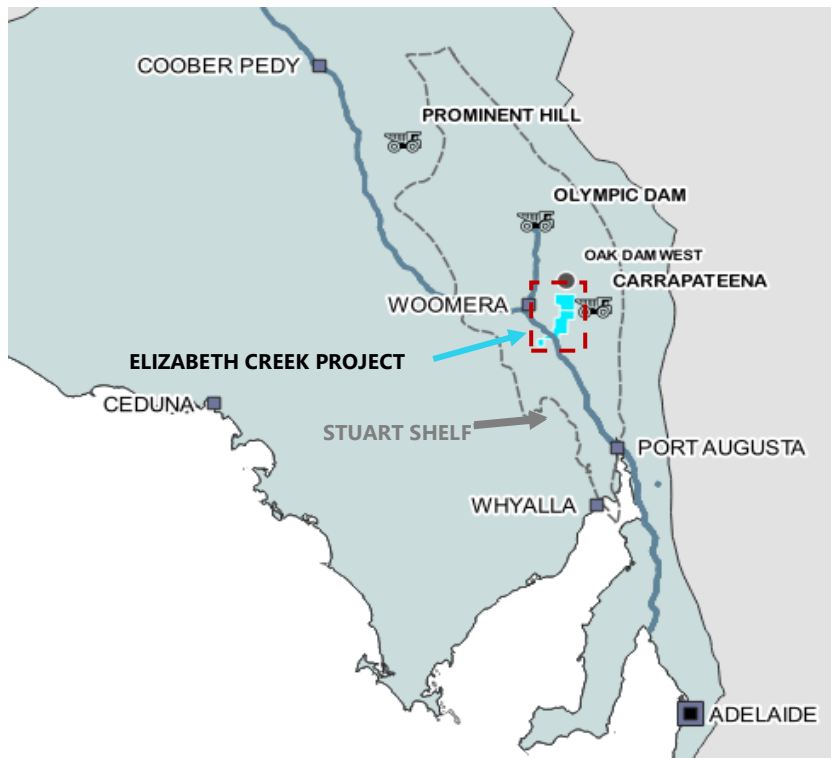 COOBER PEDY
PROMINENT HILL
OLYMPIC DAM
OAK DAM WEST
CARRAPATEENA
WOOMERA
ELIZABETH CREEK PROJECT
CEDUNA
STUART SHELF
PORT AUGUSTA
WHYALLA
ADELAIDE